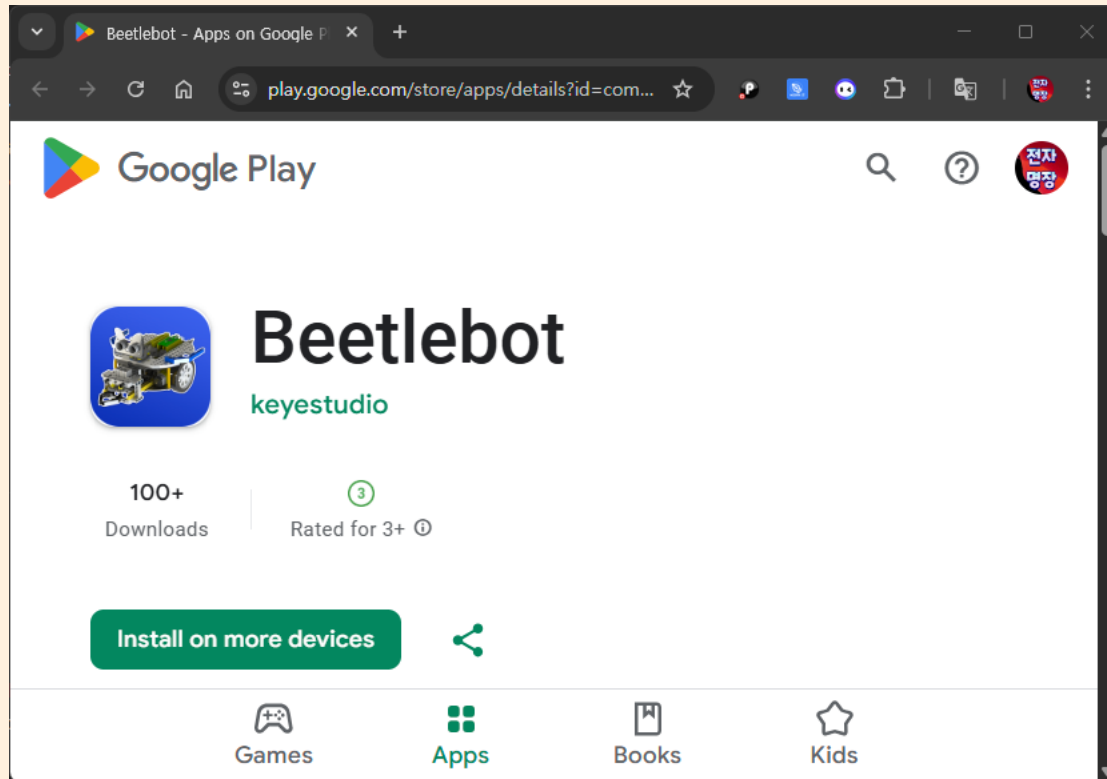 Beetlebot - Apps on Google P
play.google.com/store/apps/details?id=com...
Google Play
전자
명장
Beetlebot
keyestudio
100+
3
Downloads
Rated for 3+
Install on more devices
Games
Apps
Books
Kids